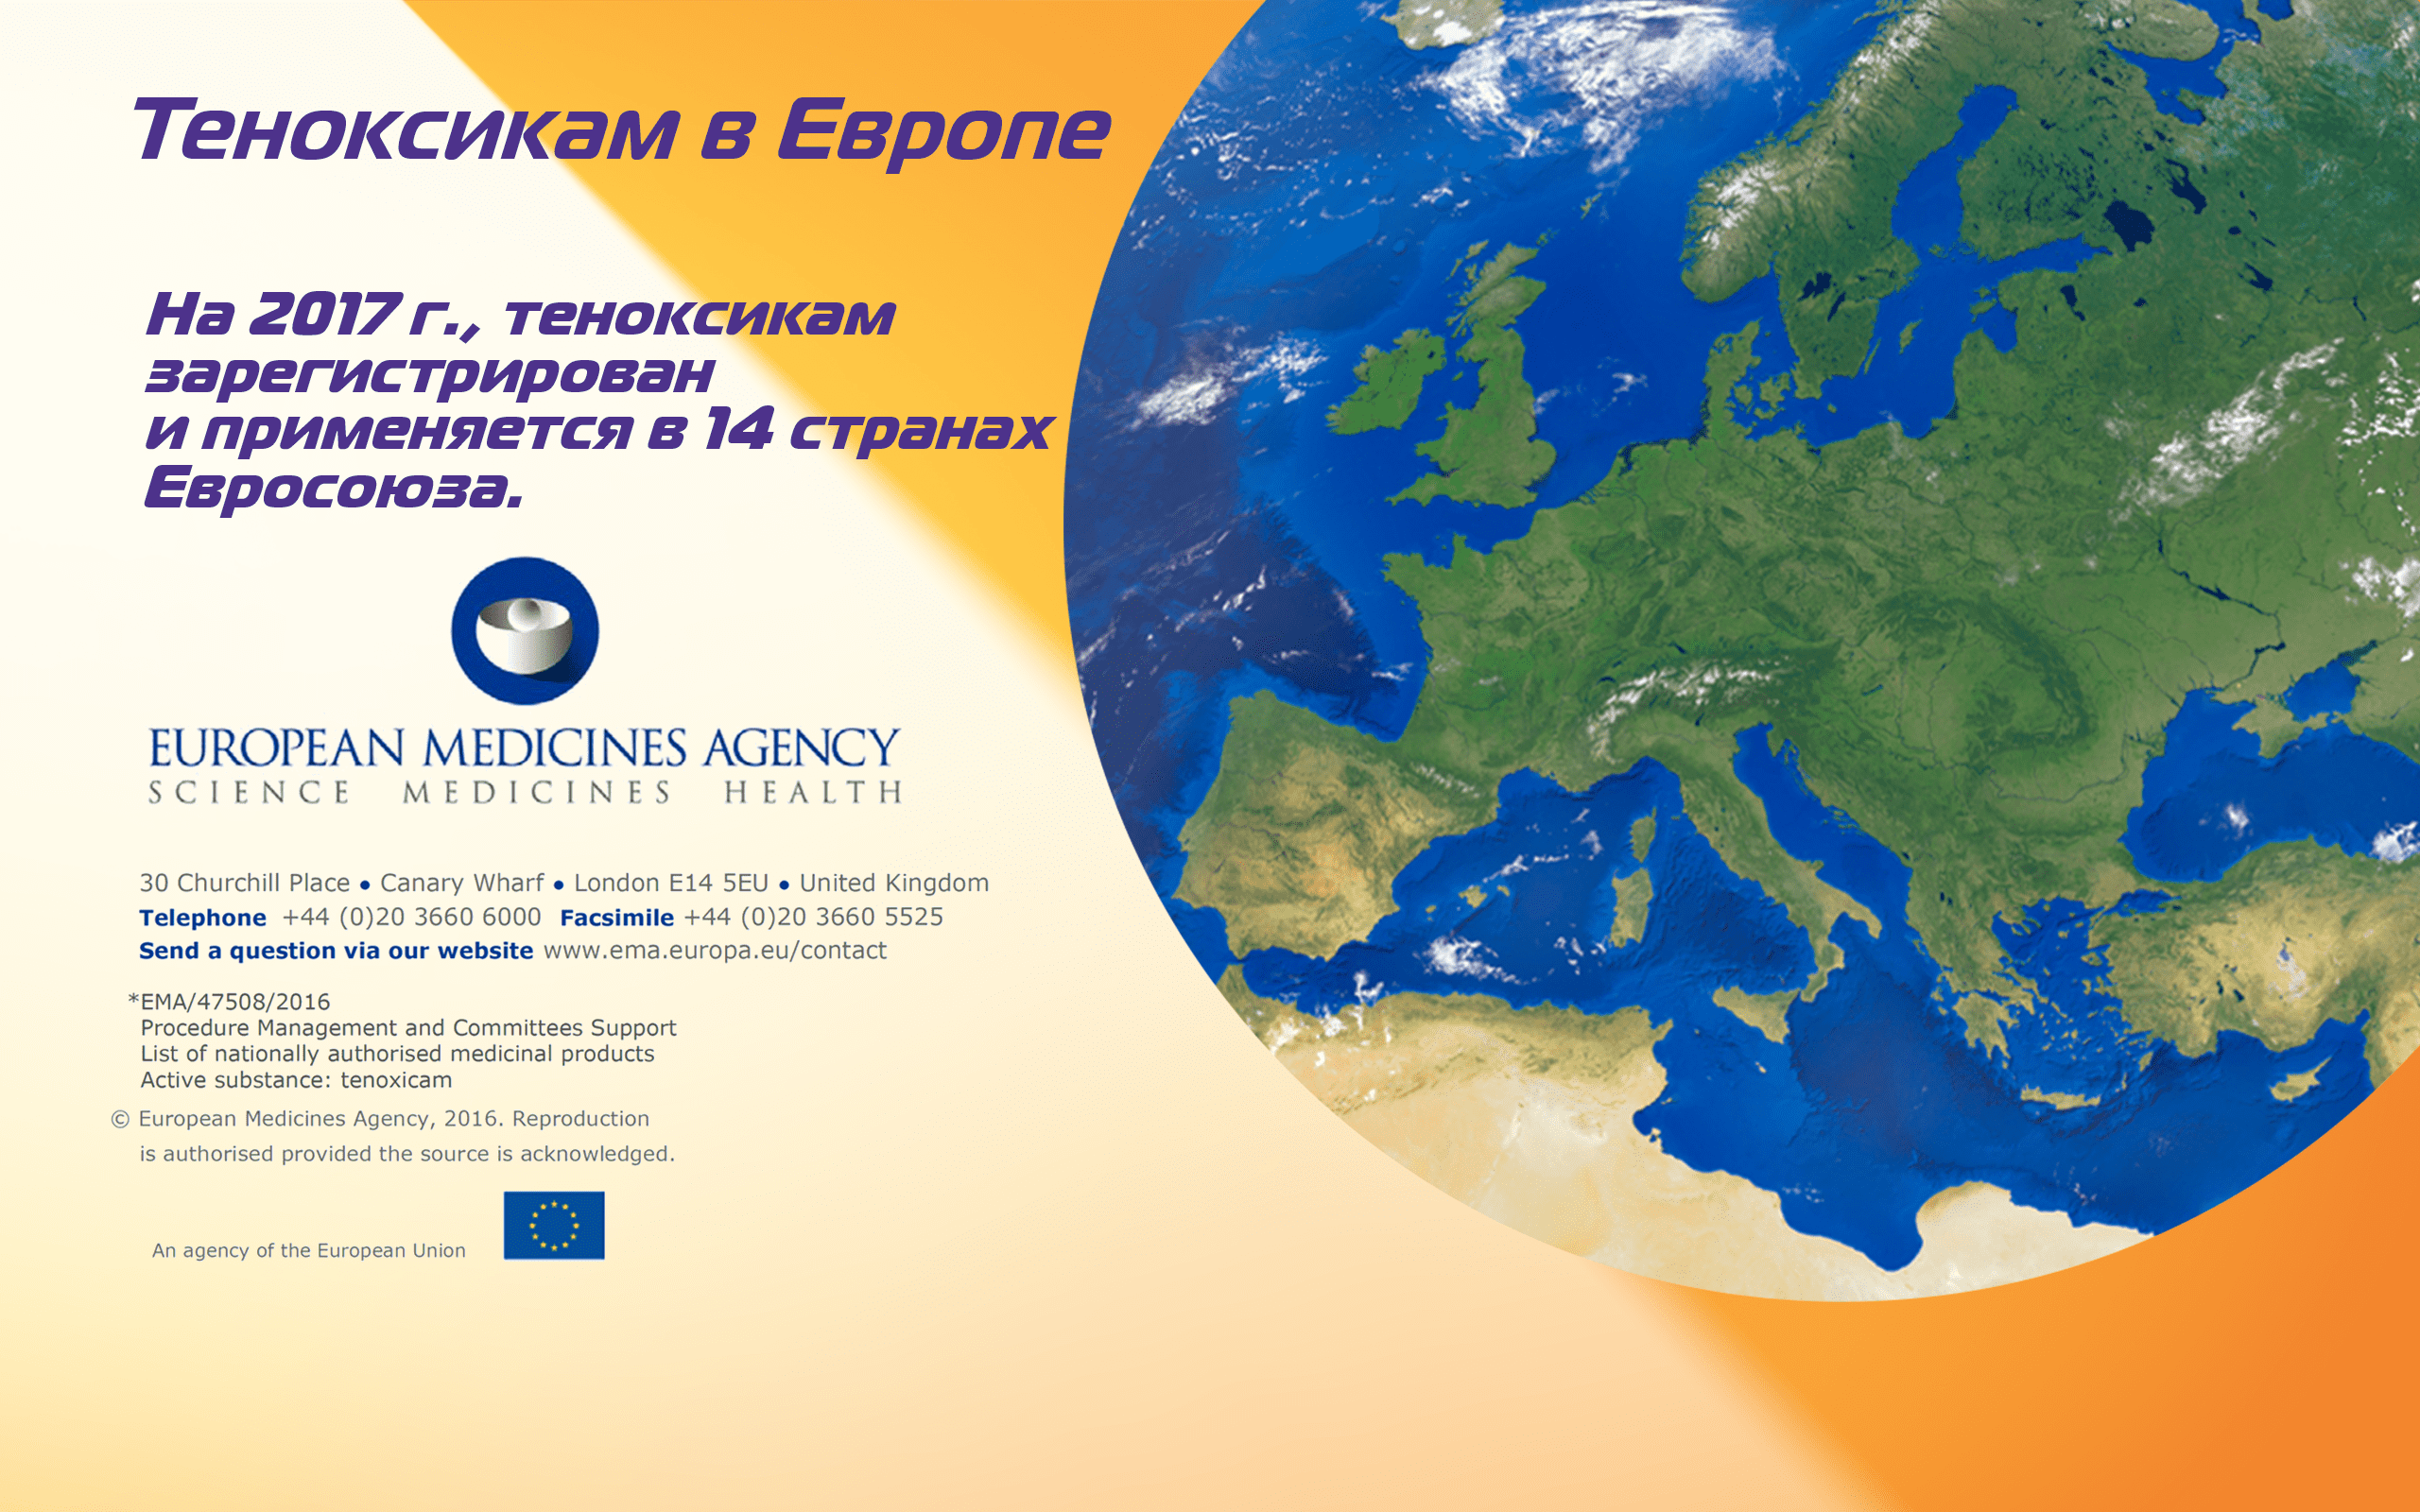 Теноксикам в Европе
На 2017 г., теноксикам
зарегистрирован
и применяется в 14 странах
Евросоюза.
EUROPEAN MEDICINES AGENCY
SCIENCE MEDICINES HEALTH
30 Churchill Place ● Canary Wharf ● London E14 5EU ● United Kingdom
Telephone +44 (0)20 3660 6000 Facsimile +44 (0)20 3660 5525
Send a question via our website www.ema.europa.eu/contact
*EMA/47508/2016
Procedure Management and Committees Support
List of nationally authorised medicinal products
Active substance: tenoxicam
© European Medicines Agency, 2016. Reproduction
is authorised provided the source is acknowledged.
An agency of the European Union